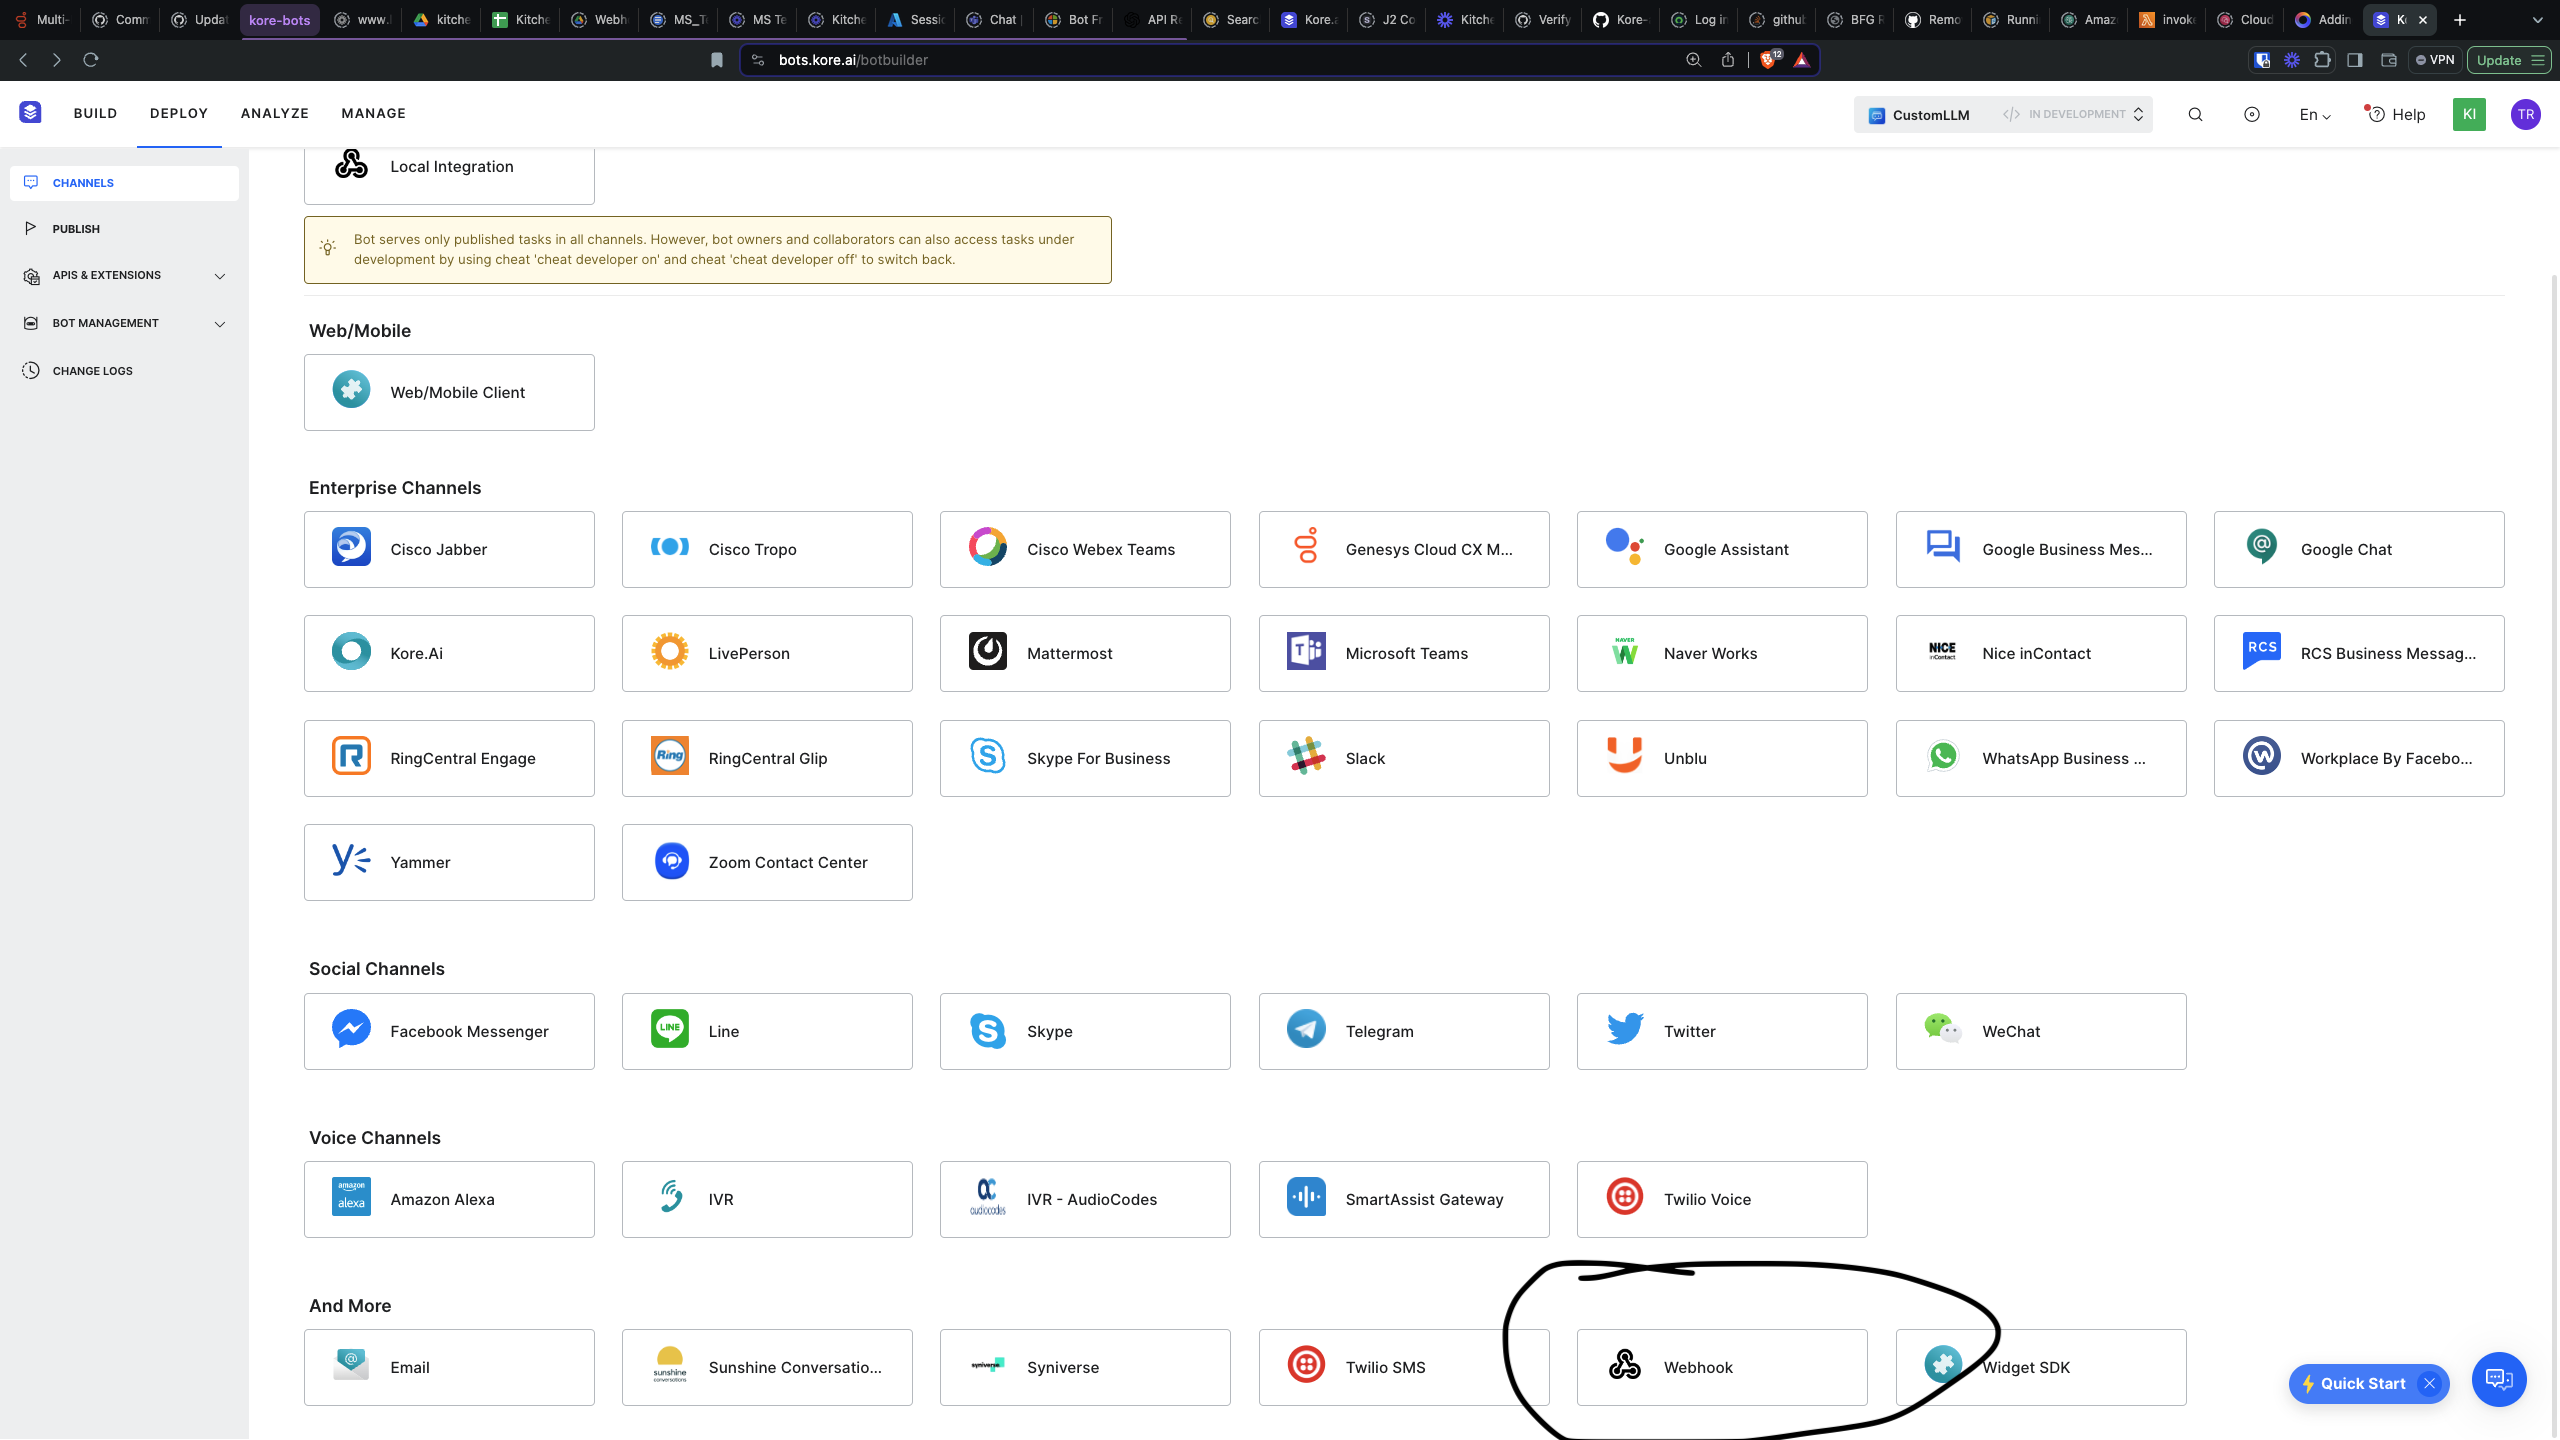 Multi-
Comm
Updat
kore-bots
www.
kitche
Kitche
Webh
MS_T
MS Te
Kitche
Sessi
Chat |
Bot Fr
API Re
Searc
Kore.a
J2 Co
Kitche
Verify
Kore-
Log in
github
BFG R
Remo
Runni
Amaz
invok
Cloud
Addin
bots.kore.ai/botbuilder
12
VPN
Update
BUILD
DEPLOY
ANALYZE
MANAGE
CustomLLM
IN DEVELOPMENT
En
Help
KI
TR
CHANNELS
PUBLISH
APIS & EXTENSIONS
BOT MANAGEMENT
CHANGE LOGS
Local Integration
Bot serves only published tasks in all channels. However, bot owners and collaborators can also access tasks under
development by using cheat 'cheat developer on' and cheat 'cheat developer off' to switch back.
Web/Mobile
Web/Mobile Client
Enterprise Channels
Cisco Jabber
Cisco Tropo
Cisco Webex Teams
Genesys Cloud CX M...
Google Assistant
Google Business Mes...
Google Chat
Kore.Ai
LivePerson
Mattermost
Microsoft Teams
NAVER
Naver Works
NICE
inContact
Nice inContact
RCS
RCS Business Messag...
RingCentral Engage
Ring
RingCentral Glip
Skype For Business
Slack
Unblu
WhatsApp Business ...
Workplace By Facebo...
Yammer
Zoom Contact Center
Social Channels
Facebook Messenger
LINE
Line
Skype
Telegram
Twitter
WeChat
Voice Channels
amazon
alexa
Amazon Alexa
IVR
audiocodes
IVR - AudioCodes
SmartAssist Gateway
Twilio Voice
And More
Email
sunshine
conversations
Sunshine Conversatio...
syniverse
Syniverse
Twilio SMS
Webhook
Widget SDK
Quick Start